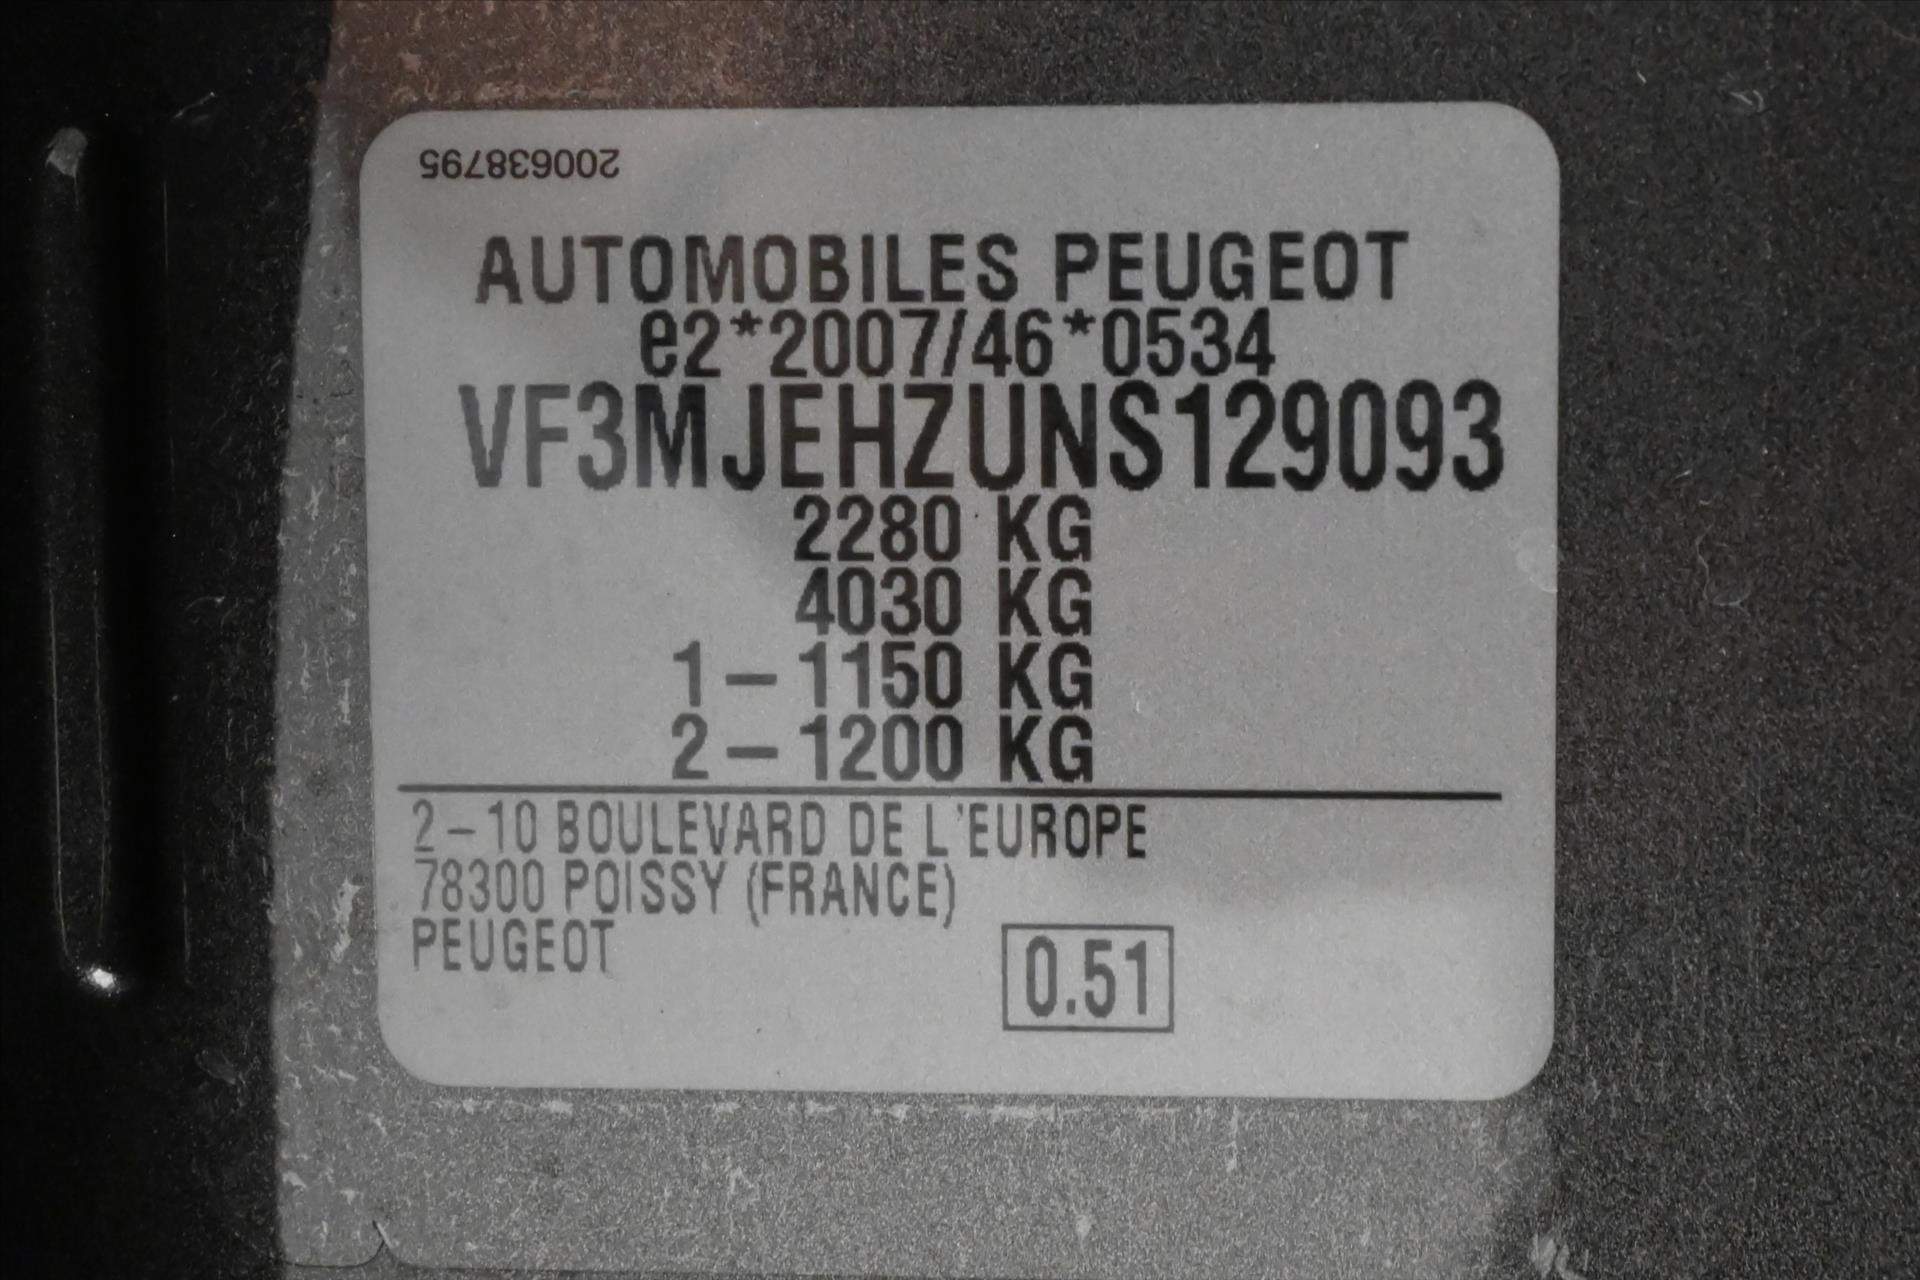 200638795
AUTOMOBILES PEUGEOT
e2*2007/46*0534
VF3MJEHZUNS129093
2280 KG
4030 KG
1 - 1150 KG
2 - 1200 KG
2-10 BOULEVARD DE L'EUROPE
78300 POISSY (FRANCE)
PEUGEOT
0.51